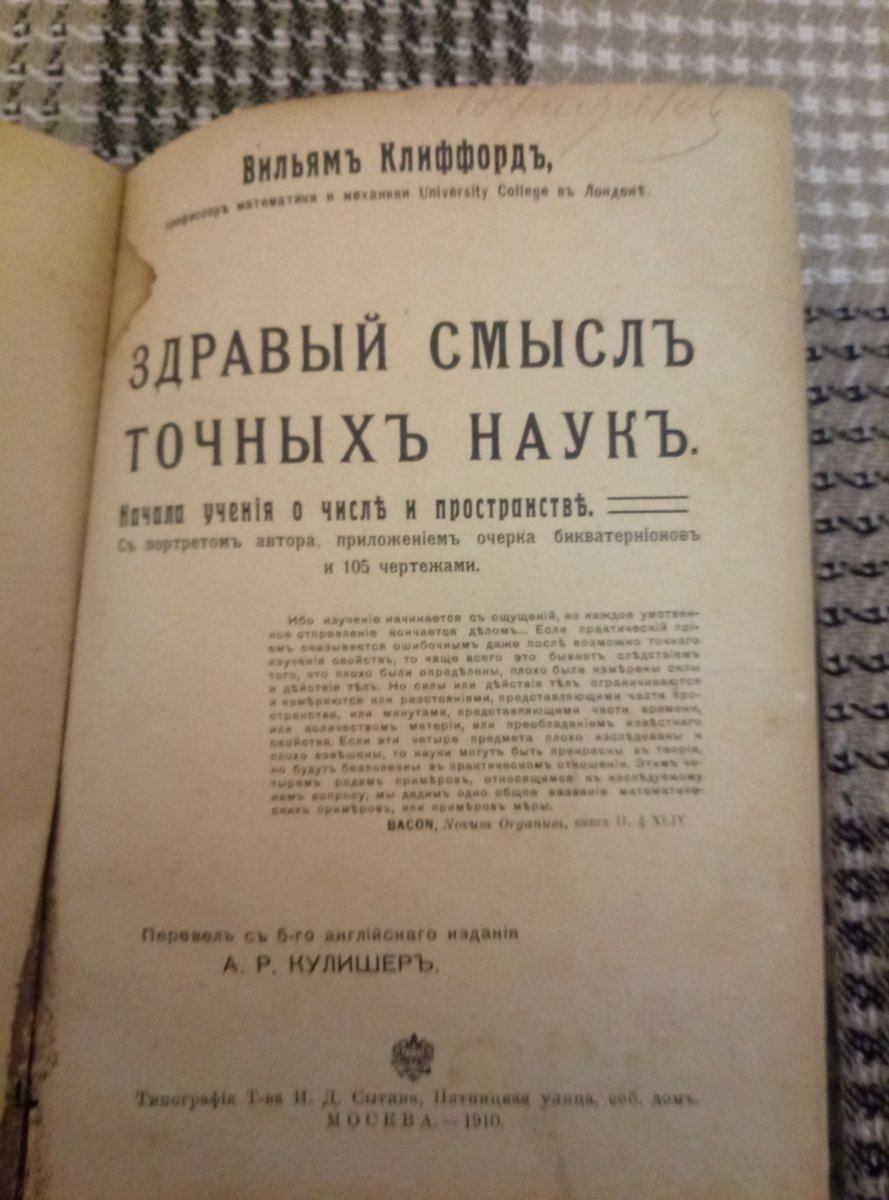 Вильямъ Клиффордъ,
профессоръ математики и механики University College въ Лондонѣ.
ЗДРАВЫЙ СМЫСЛЪ
ТОЧНЫХЪ НАУКЪ.
Начала ученія о числѣ и пространствѣ.
Съ портретомъ автора, приложеніемъ очерка бикватерніоновъ
и 105 чертежами.
Ибо изученіе начинается съ ощущеній, но каждое умствен-
ное отправленіе кончается дѣломъ... Если практическій прі-
емъ оказывается ошибочнымъ даже послѣ возможно точнаго
изученія свойствъ, то чаще всего это бываетъ слѣдствіемъ
того, что плохо были опредѣлены, плохо были измѣрены силы
и дѣйствія тѣлъ. Но силы или дѣйствія тѣлъ ограничиваются
и измѣряются или разстояніями, представляющими части про-
странства, или минутами, представляющими части времени,
или количествомъ матеріи, или преобладаніемъ извѣстнаго
свойства. Если эти четыре предмета плохо изслѣдованы и
плохо взвѣшены, то науки могутъ быть прекрасны въ теоріи,
но будутъ безполезны въ практическомъ отношеніи. Этимъ че-
тыремъ родамъ примѣровъ, относящимся къ изслѣдуемому
нами вопросу, мы дадимъ одно общее названіе математиче-
скихъ примѣровъ, или примѣровъ мѣры.
BACON, Novum Organum, книга II, § XLIV.
Перевелъ съ 5-го англійскаго изданія
А. Р. КУЛИШЕРЪ.
Типографія Т-ва И. Д. Сытина, Пятницкая улица, соб. домъ.
МОСКВА.—1910.